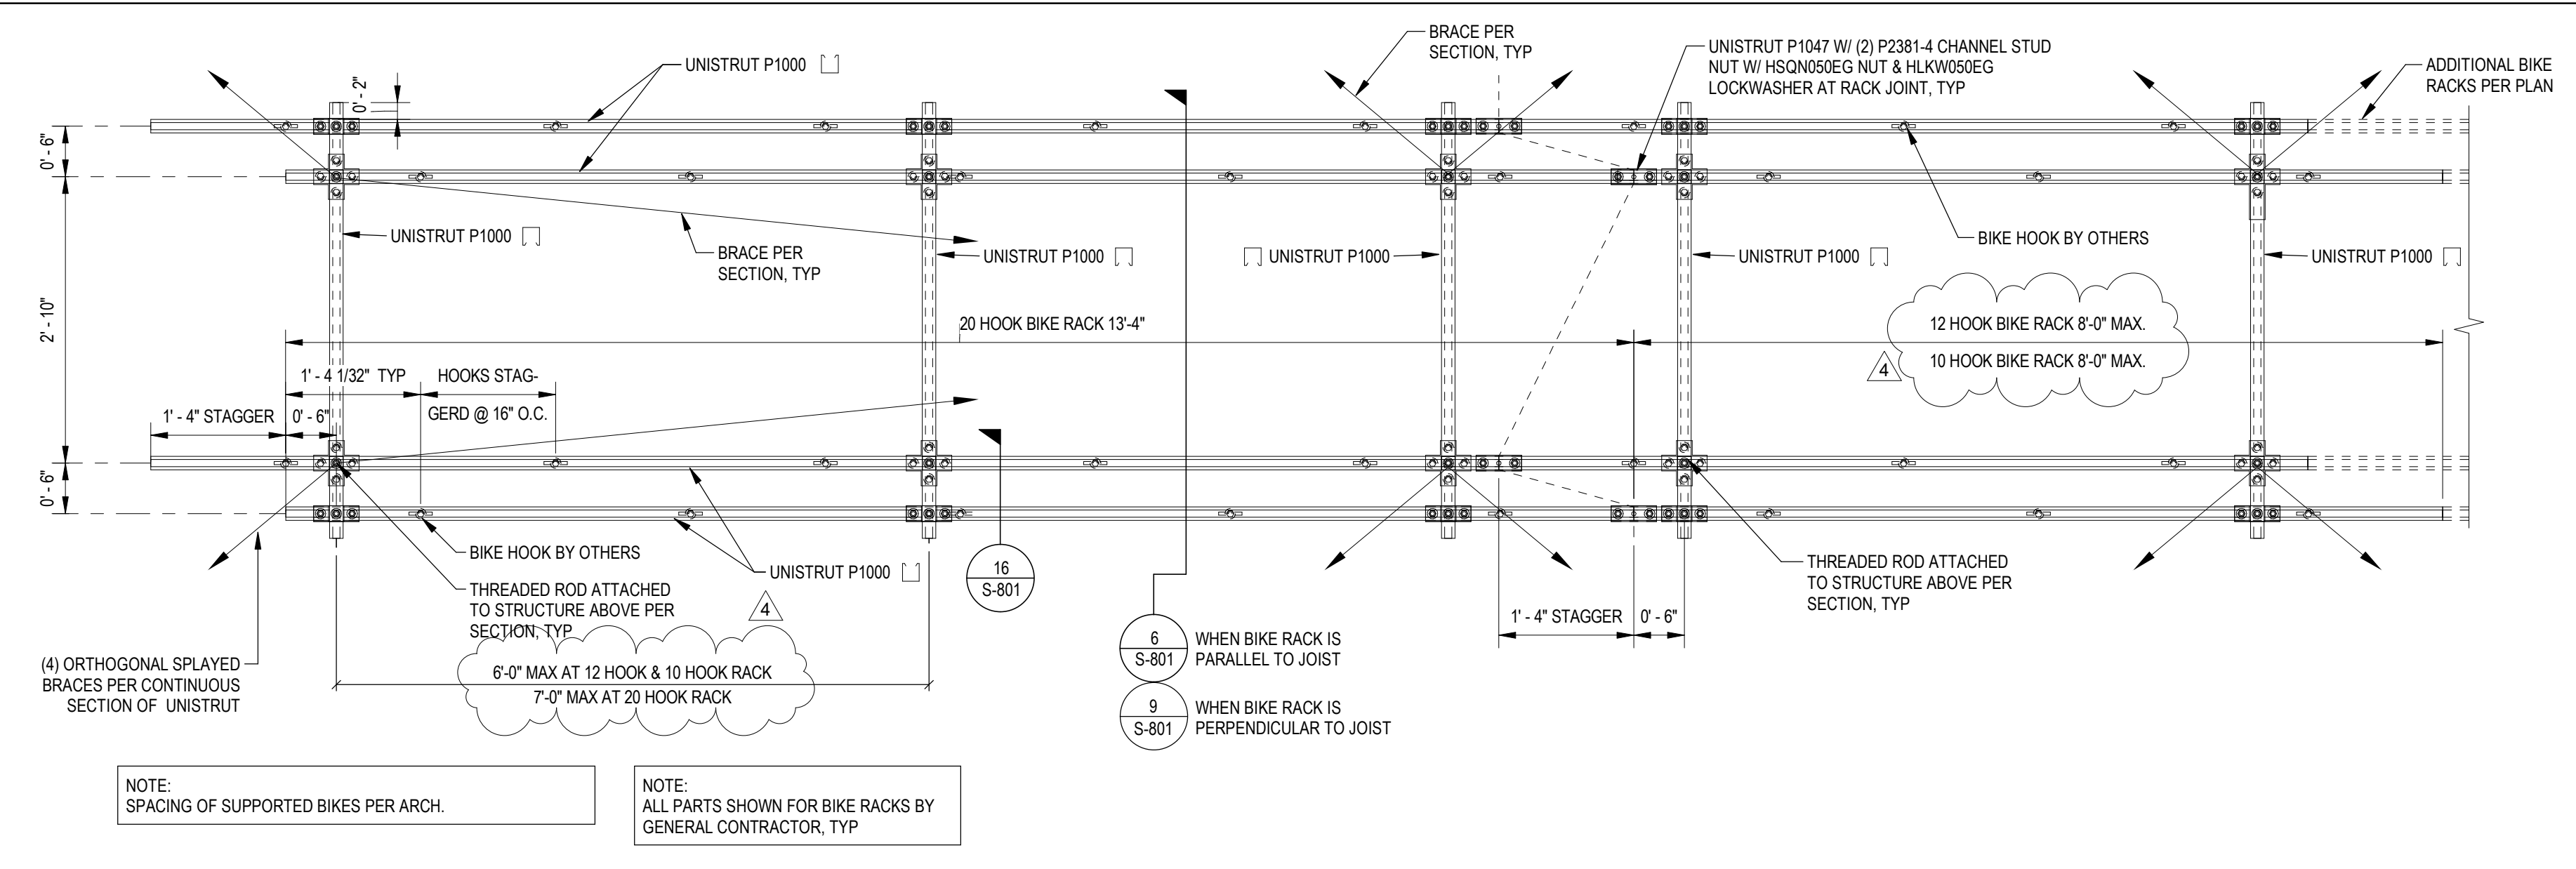 BRACE PER
SECTION, TYP
UNISTRUT P1047 W/ (2) P2381-4 CHANNEL STUD
NUT W/ HSQN050EG NUT & HLKW050EG
LOCKWASHER AT RACK JOINT, TYP
ADDITIONAL BIKE
RACKS PER PLAN
UNISTRUT P1000
0' - 2"
0' - 6"
2' - 10"
0' - 6"
UNISTRUT P1000
BRACE PER
SECTION, TYP
UNISTRUT P1000
UNISTRUT P1000
UNISTRUT P1000
BIKE HOOK BY OTHERS
UNISTRUT P1000
20 HOOK BIKE RACK 13'-4"
12 HOOK BIKE RACK 8'-0" MAX.
10 HOOK BIKE RACK 8'-0" MAX.
4
1' - 4 1/32" TYP
HOOKS STAG-
GERD @ 16" O.C.
1' - 4" STAGGER
0' - 6"
BIKE HOOK BY OTHERS
THREADED ROD ATTACHED
TO STRUCTURE ABOVE PER
SECTION, TYP
UNISTRUT P1000
4
16
S-801
THREADED ROD ATTACHED
TO STRUCTURE ABOVE PER
SECTION, TYP
1' - 4" STAGGER
0' - 6"
(4) ORTHOGONAL SPLAYED
BRACES PER CONTINUOUS
SECTION OF UNISTRUT
6'-0" MAX AT 12 HOOK & 10 HOOK RACK
7'-0" MAX AT 20 HOOK RACK
6
S-801
WHEN BIKE RACK IS
PARALLEL TO JOIST
9
S-801
WHEN BIKE RACK IS
PERPENDICULAR TO JOIST
NOTE:
SPACING OF SUPPORTED BIKES PER ARCH.
NOTE:
ALL PARTS SHOWN FOR BIKE RACKS BY
GENERAL CONTRACTOR, TYP